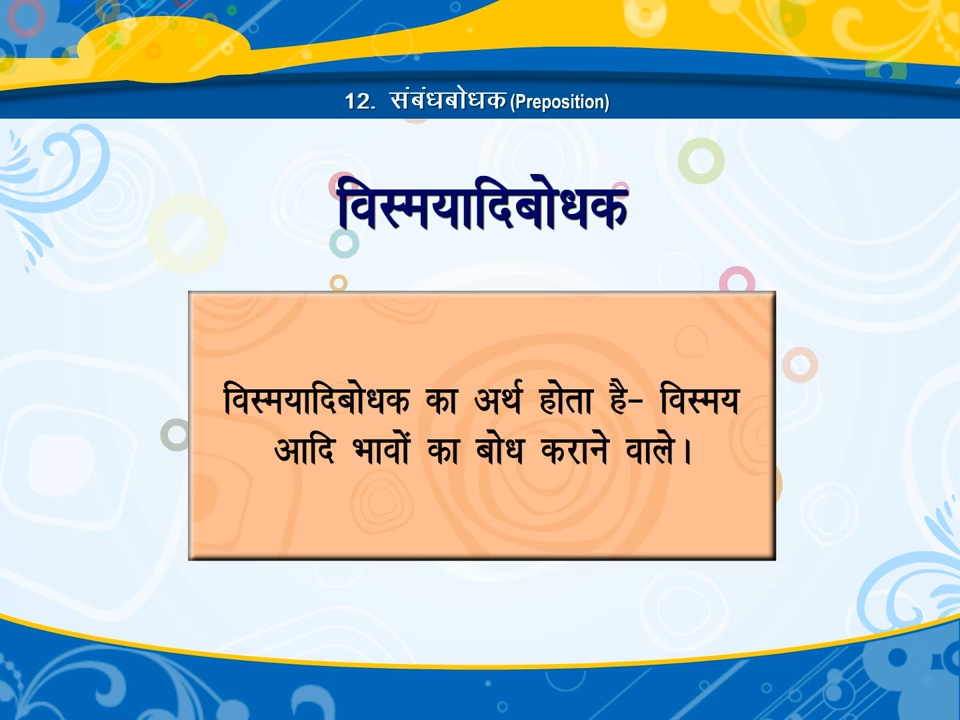 12. संबंधबोधक (Preposition)
विस्मयादिबोधक
विस्मयादिबोधक का अर्थ होता है- विस्मय
आदि भावों का बोध कराने वाले।